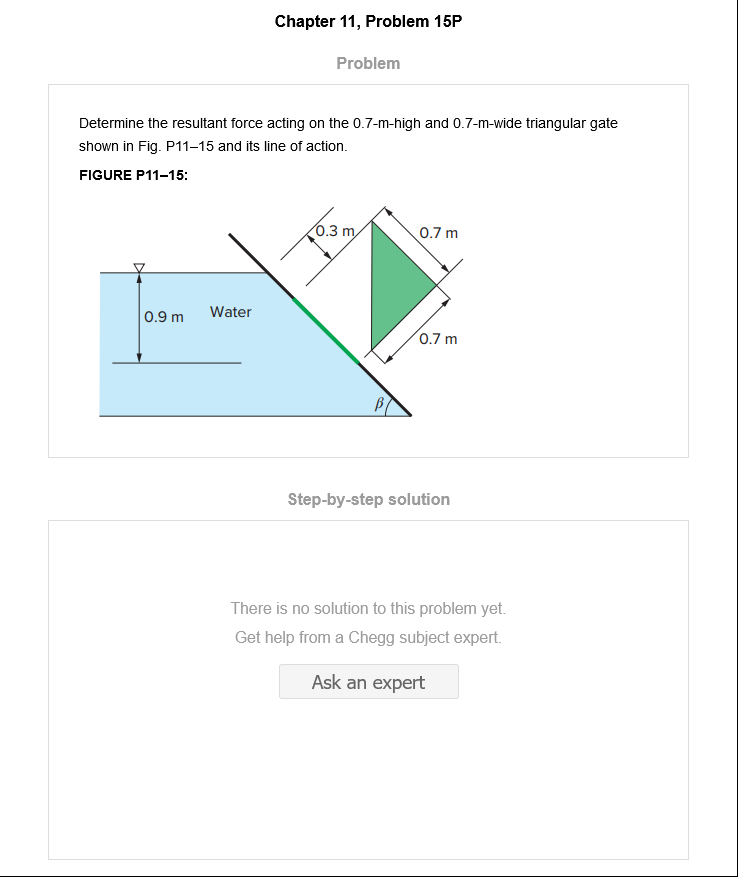 Chapter 11, Problem 15P
Problem
Determine the resultant force acting on the 0.7-m-high and 0.7-m-wide triangular gate
shown in Fig. P11–15 and its line of action.
FIGURE P11–15:
0.3 m
0.7 m
0.9 m
Water
0.7 m
β
Step-by-step solution
There is no solution to this problem yet.
Get help from a Chegg subject expert.
Ask an expert